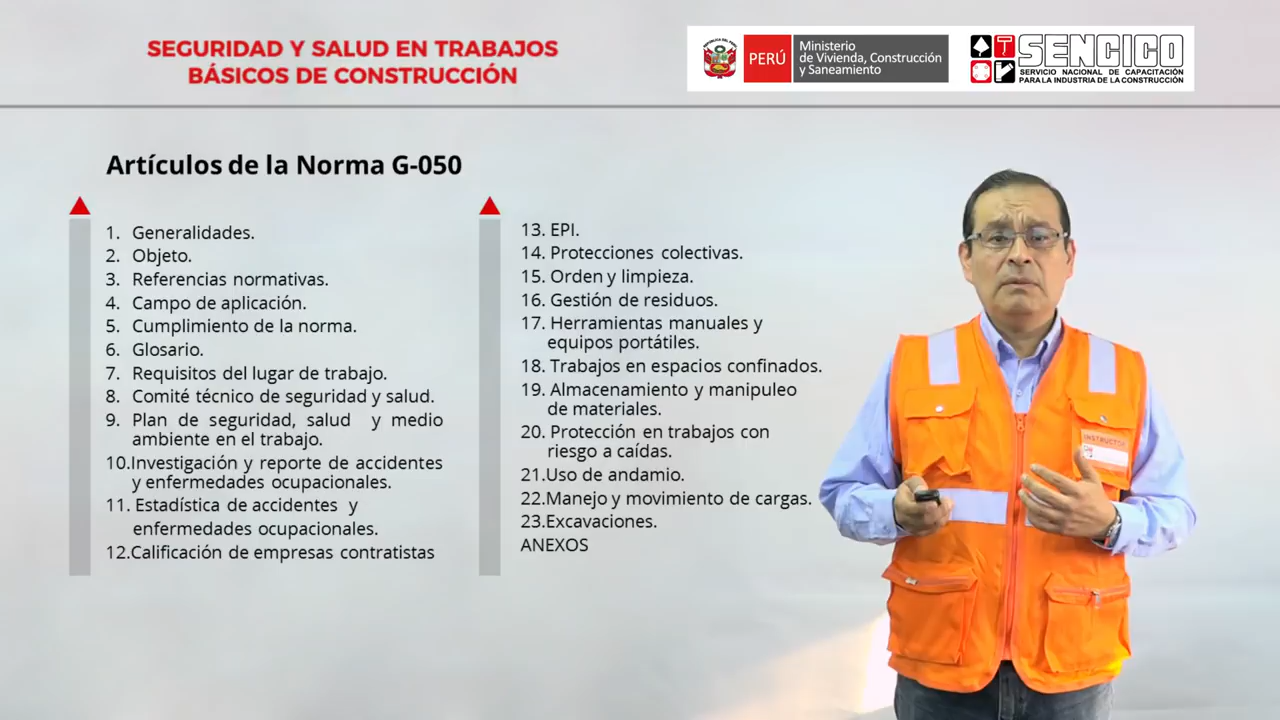 SEGURIDAD Y SALUD EN TRABAJOS
BÁSICOS DE CONSTRUCCIÓN
PERÚ
Ministerio
de Vivienda, Construcción
y Saneamiento
SENCICO
SERVICIO NACIONAL DE CAPACITACIÓN
PARA LA INDUSTRIA DE LA CONSTRUCCIÓN
Artículos de la Norma G-050
1. Generalidades.
2. Objeto.
3. Referencias normativas.
4. Campo de aplicación.
5. Cumplimiento de la norma.
6. Glosario.
7. Requisitos del lugar de trabajo.
8. Comité técnico de seguridad y salud.
9. Plan de seguridad, salud y medio
ambiente en el trabajo.
10.Investigación y reporte de accidentes
y enfermedades ocupacionales.
11. Estadística de accidentes y
enfermedades ocupacionales.
12.Calificación de empresas contratistas
13. EPI.
14. Protecciones colectivas.
15. Orden y limpieza.
16. Gestión de residuos.
17. Herramientas manuales y
equipos portátiles.
18. Trabajos en espacios confinados.
19. Almacenamiento y manipuleo
de materiales.
20. Protección en trabajos con
riesgo a caídas.
21.Uso de andamio.
22.Manejo y movimiento de cargas.
23.Excavaciones.
ANEXOS